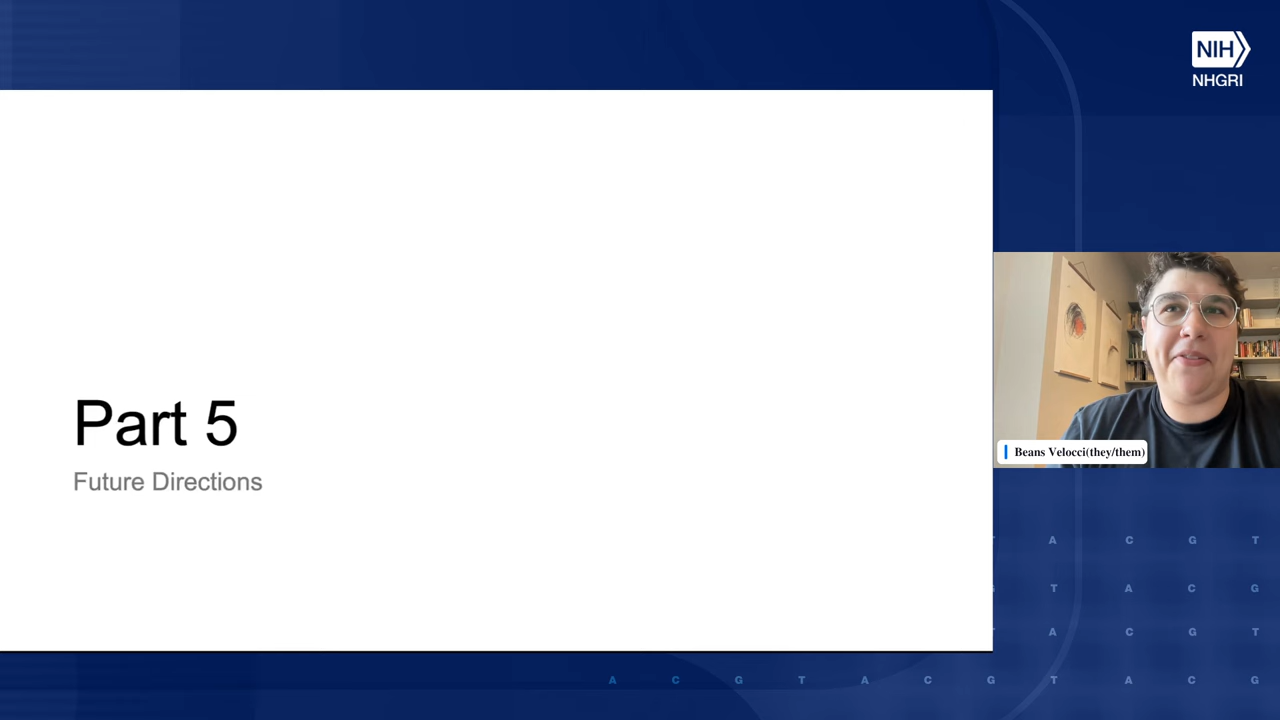 NIH
NHGRI
Part 5
Future Directions
Beans Velocci(they/them)
T A C G T
G T A C G
T A C G T
A C G T A C G T A C G